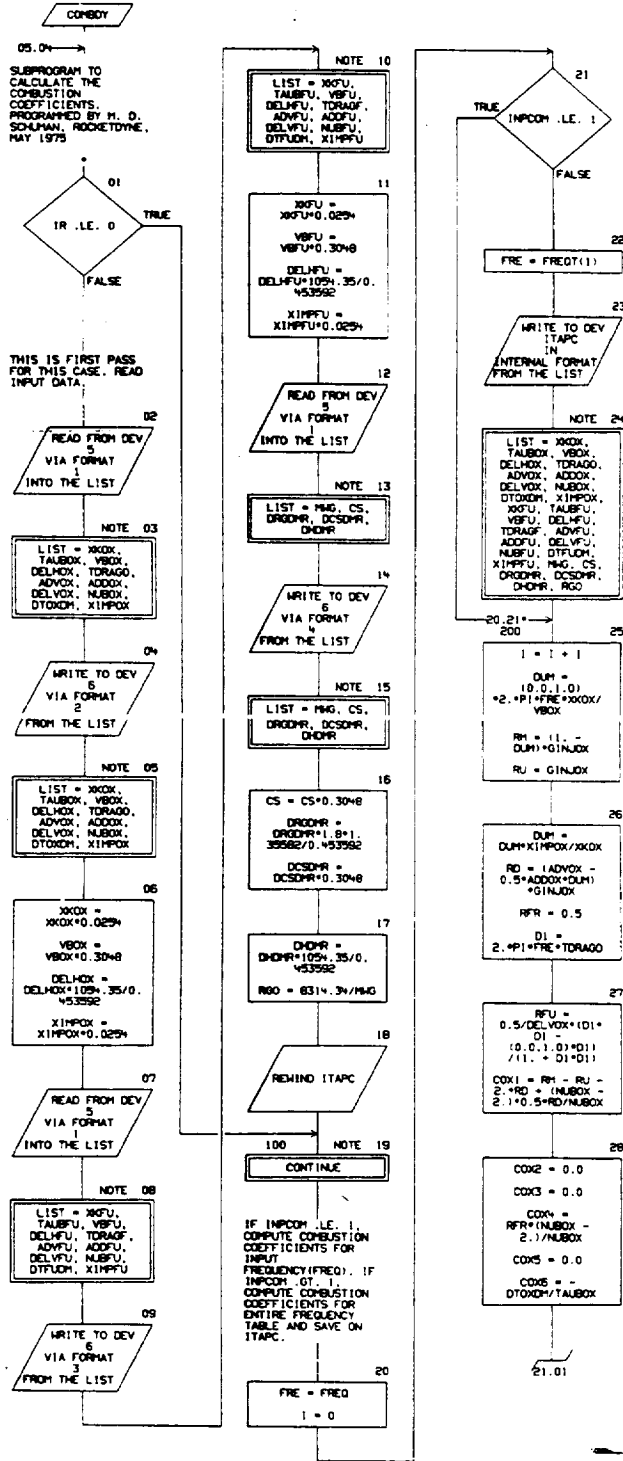 COMBDY
05.04
SUBPROGRAM TO
CALCULATE THE
COMBUSTION
COEFFICIENTS.
PROGRAMMED BY M. D.
SCHUMAN, ROCKETDYNE,
MAY 1975
01
IR .LE. 0
TRUE
FALSE
THIS IS FIRST PASS
FOR THIS CASE. READ
INPUT DATA.
02
READ FROM DEV
5
VIA FORMAT
1
INTO THE LIST
NOTE 03
LIST = XKOX,
TAUBOX, VBOX,
DELHOX, TDRAGO,
ADVOX, ADDOX,
DELVOX, NUBOX,
DTOXDM, XIMPOX
04
WRITE TO DEV
6
VIA FORMAT
2
FROM THE LIST
NOTE 05
LIST = XKOX,
TAUBOX, VBOX,
DELHOX, TDRAGO,
ADVOX, ADDOX,
DELVOX, NUBOX,
DTOXDM, XIMPOX
06
XKOX =
XKOX*0.0254
VBOX =
VBOX*0.3048
DELHOX =
DELHOX*1054.35/0.
453592
XIMPOX =
XIMPOX*0.0254
07
READ FROM DEV
5
VIA FORMAT
1
INTO THE LIST
NOTE 08
LIST = XKFU,
TAUBFU, VBFU,
DELHFU, TDRAGF,
ADVFU, ADDFU,
DELVFU, NUBFU,
DTFUDM, XIMPFU
09
WRITE TO DEV
6
VIA FORMAT
3
FROM THE LIST
NOTE 10
LIST = XKFU,
TAUBFU, VBFU,
DELHFU, TDRAGF,
ADVFU, ADDFU,
DELVFU, NUBFU,
DTFUDM, XIMPFU
11
XKFU =
XKFU*0.0254
VBFU =
VBFU*0.3048
DELHFU =
DELHFU*1054.35/0.
453592
XIMPFU =
XIMPFU*0.0254
12
READ FROM DEV
5
VIA FORMAT
1
INTO THE LIST
NOTE 13
LIST = MWG, CS,
DRGDMR, DCSDMR,
DHDMR
14
WRITE TO DEV
6
VIA FORMAT
4
FROM THE LIST
NOTE 15
LIST = MWG, CS,
DRGDMR, DCSDMR,
DHDMR
16
CS = CS*0.3048
DRGDMR =
DRGDMR*1.8*1.
35582/0.453592
DCSDMR =
DCSDMR*0.3048
17
DHDMR =
DHDMR*1054.35/0.
453592
RGO = 8314.34/MWG
18
REWIND ITAPC
100 NOTE 19
CONTINUE
IF INPCOM .LE. 1,
COMPUTE COMBUSTION
COEFFICIENTS FOR
INPUT
FREQUENCY(FREQ). IF
INPCOM .GT. 1,
COMPUTE COMBUSTION
COEFFICIENTS FOR
ENTIRE FREQUENCY
TABLE AND SAVE ON
ITAPC.
20
FRE = FREQ
I = 0
21
TRUE
INPCOM .LE. 1
FALSE
22
FRE = FREQT(1)
23
WRITE TO DEV
ITAPC
IN
INTERNAL FORMAT
FROM THE LIST
NOTE 24
LIST = XKOX,
TAUBOX, VBOX,
DELHOX, TDRAGO,
ADVOX, ADDOX,
DELVOX, NUBOX,
DTOXDM, XIMPOX,
XKFU, TAUBFU,
VBFU, DELHFU,
TDRAGF, ADVFU,
ADDFU, DELVFU,
NUBFU, DTFUDM,
XIMPFU, MWG, CS,
DRGDMR, DCSDMR,
DHDMR, RGO
20.21*
200
25
I = I + 1
DUM =
(0.0,1.0)
*2.*PI*FRE*XKOX/
VBOX
RM = (1. -
DUM)*GINJOX
RU = GINJOX
26
DUM =
DUM*XIMPOX/XKOX
RD = (ADVOX -
0.5*ADDOX*DUM)
*GINJOX
RFR = 0.5
D1 =
2.*PI*FRE*TDRAGO
27
RFU =
0.5/DELVOX*(D1*
D1 -
(0.0,1.0)*D1)
/(1. + D1*D1)
COX1 = RM - RU -
2.*RD + (NUBOX -
2.)*0.5*RD/NUBOX
28
COX2 = 0.0
COX3 = 0.0
COX4 =
RFR*(NUBOX -
2.)/NUBOX
COX5 = 0.0
COX6 = -
DTOXDM/TAUBOX
21.01